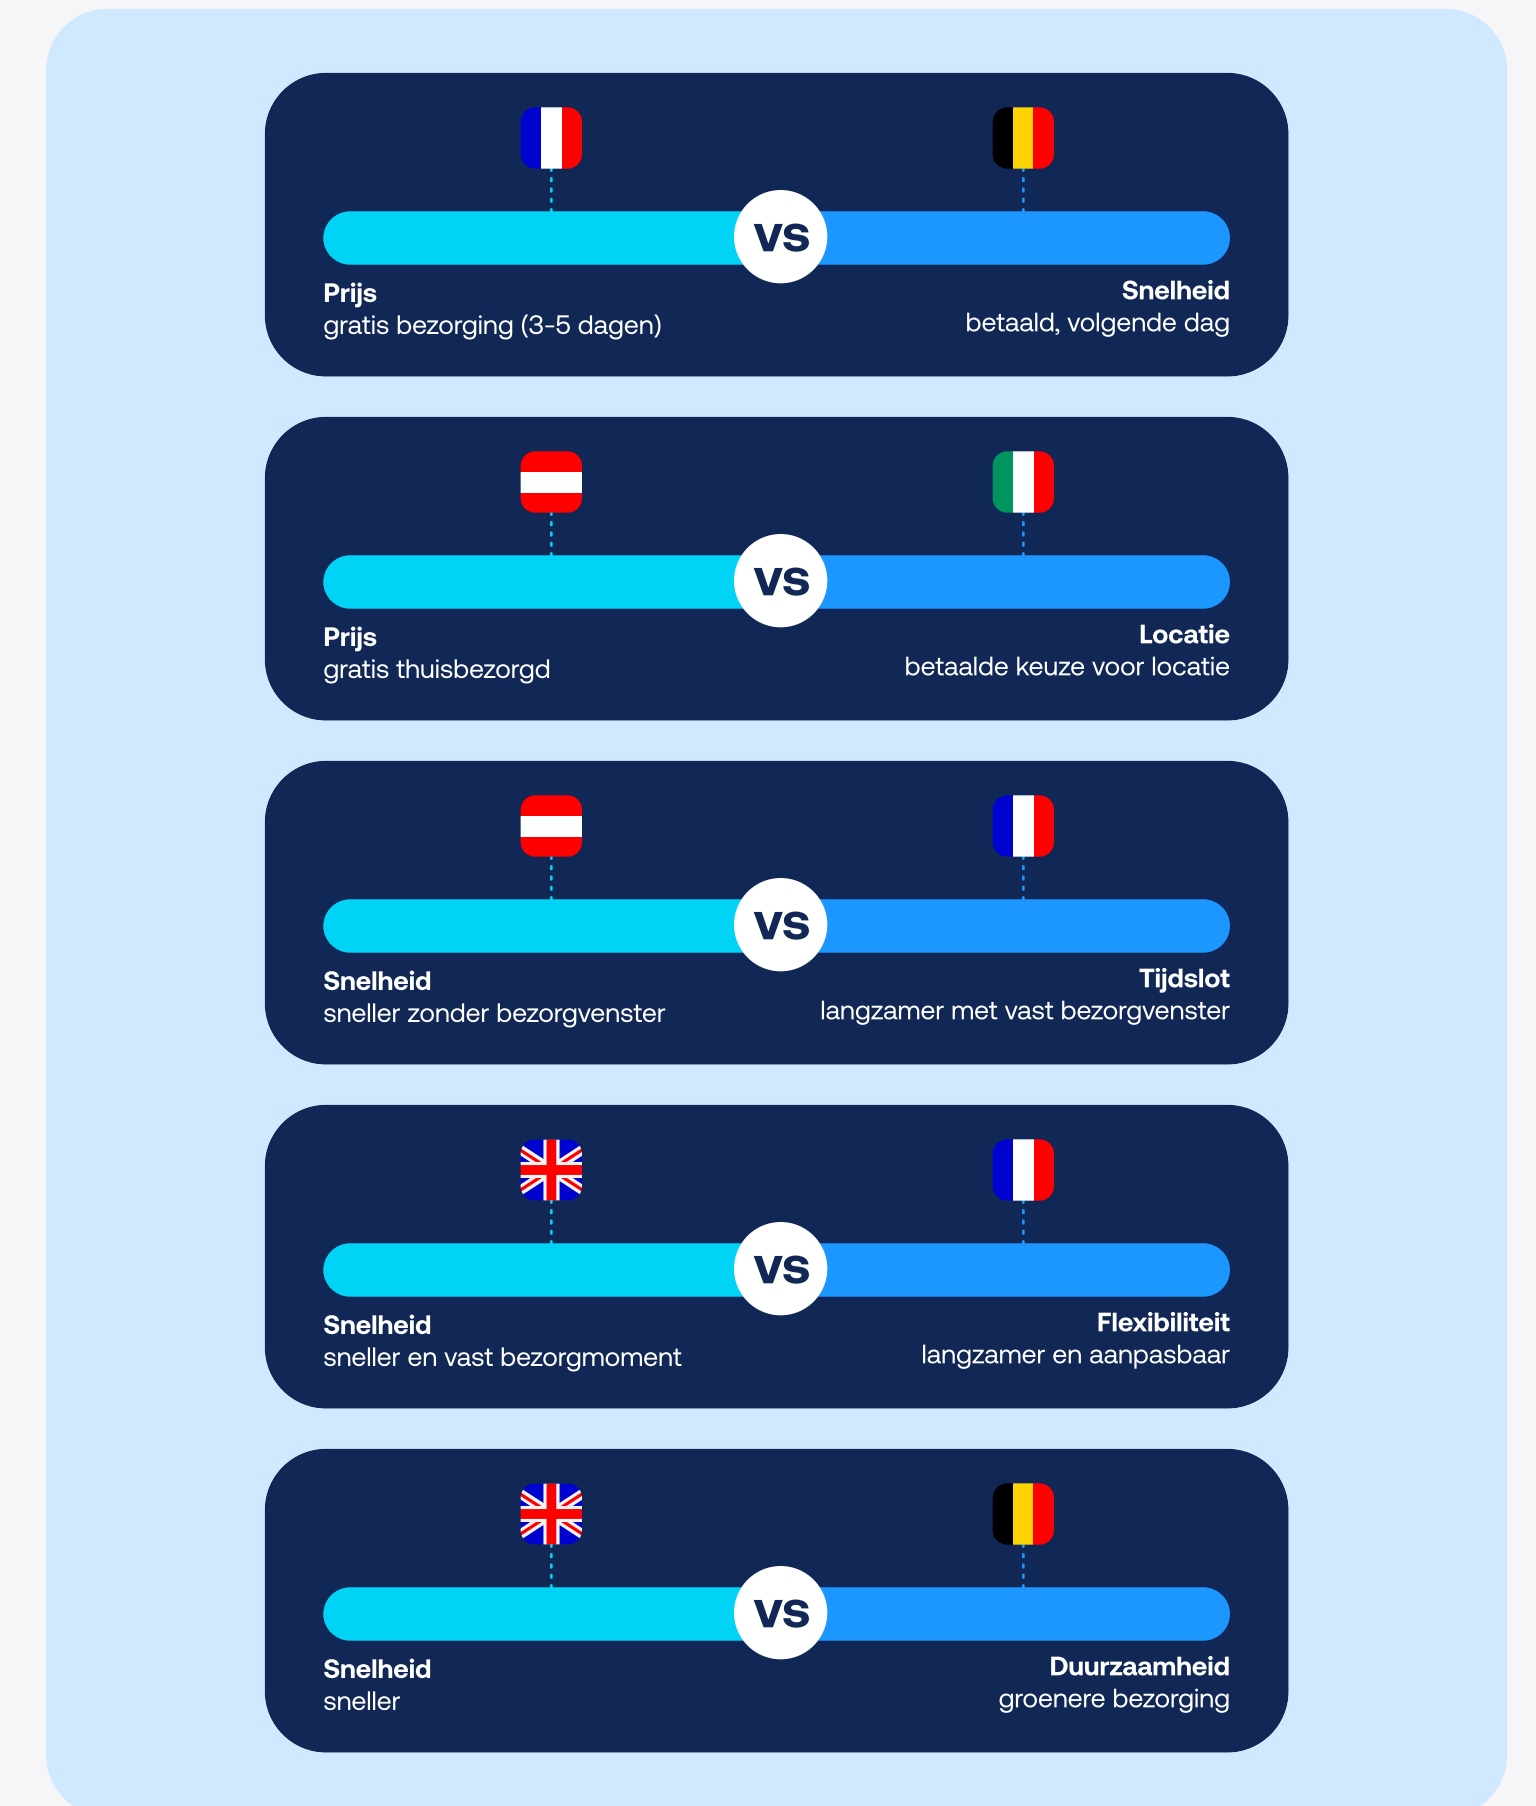 VS
Prijs
gratis bezorging (3-5 dagen)
Snelheid
betaald, volgende dag
VS
Prijs
gratis thuisbezorgd
Locatie
betaalde keuze voor locatie
VS
Snelheid
sneller zonder bezorgvenster
Tijdslot
langzamer met vast bezorgvenster
VS
Snelheid
sneller en vast bezorgmoment
Flexibiliteit
langzamer en aanpasbaar
VS
Snelheid
sneller
Duurzaamheid
groenere bezorging